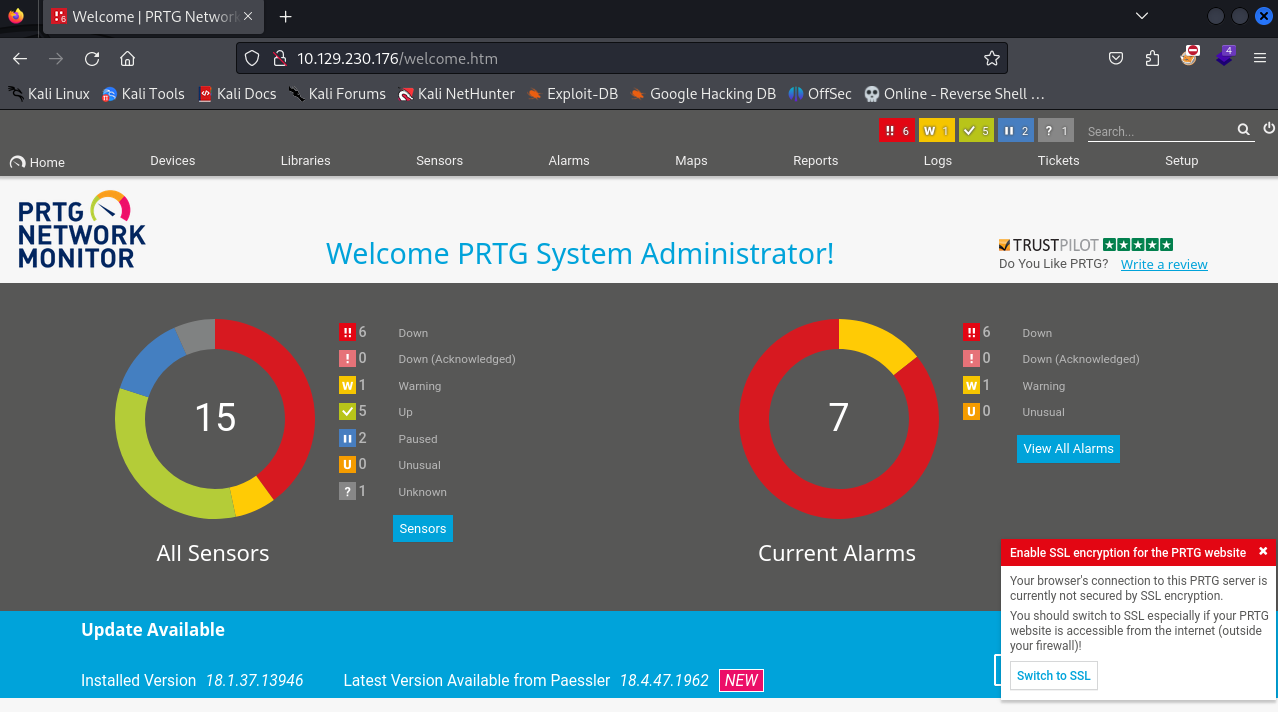 Welcome | PRTG Network
10.129.230.176/welcome.htm
4
Kali Linux Kali Tools Kali Docs Kali Forums Kali NetHunter Exploit-DB Google Hacking DB OffSec Online - Reverse Shell …
!! 6 W 1 5 2 ? 1 Search...
Home Devices Libraries Sensors Alarms Maps Reports Logs Tickets Setup
PRTG
NETWORK
MONITOR
Welcome PRTG System Administrator!
TRUSTPILOT
Do You Like PRTG? Write a review
15
!! 6 Down
! 0 Down (Acknowledged)
W 1 Warning
5 Up
2 Paused
U 0 Unusual
? 1 Unknown
Sensors
All Sensors
7
!! 6 Down
! 0 Down (Acknowledged)
W 1 Warning
U 0 Unusual
View All Alarms
Current Alarms
Enable SSL encryption for the PRTG website
Your browser's connection to this PRTG server is
currently not secured by SSL encryption.
You should switch to SSL especially if your PRTG
website is accessible from the internet (outside
your firewall)!
Switch to SSL
Update Available
Installed Version 18.1.37.13946 Latest Version Available from Paessler 18.4.47.1962 NEW